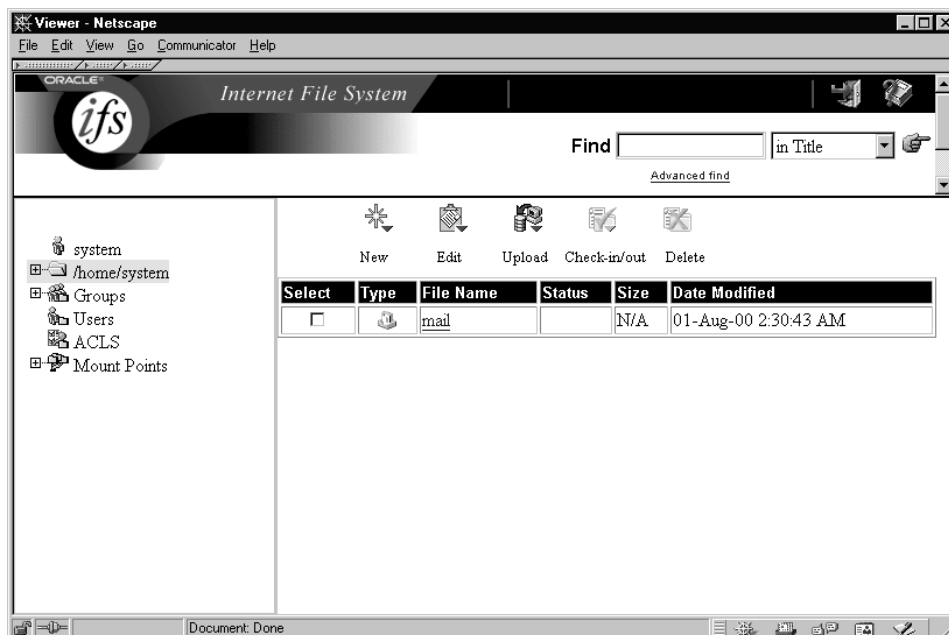 Viewer - Netscape
File Edit View Go Communicator Help
ORACLE®
ifs
Internet File System
Find
in Title
Advanced find
system
/home/system
Groups
Users
ACLS
Mount Points
New Edit Upload Check-in/out Delete
Select Type File Name Status Size Date Modified
mail N/A 01-Aug-00 2:30:43 AM
Document: Done